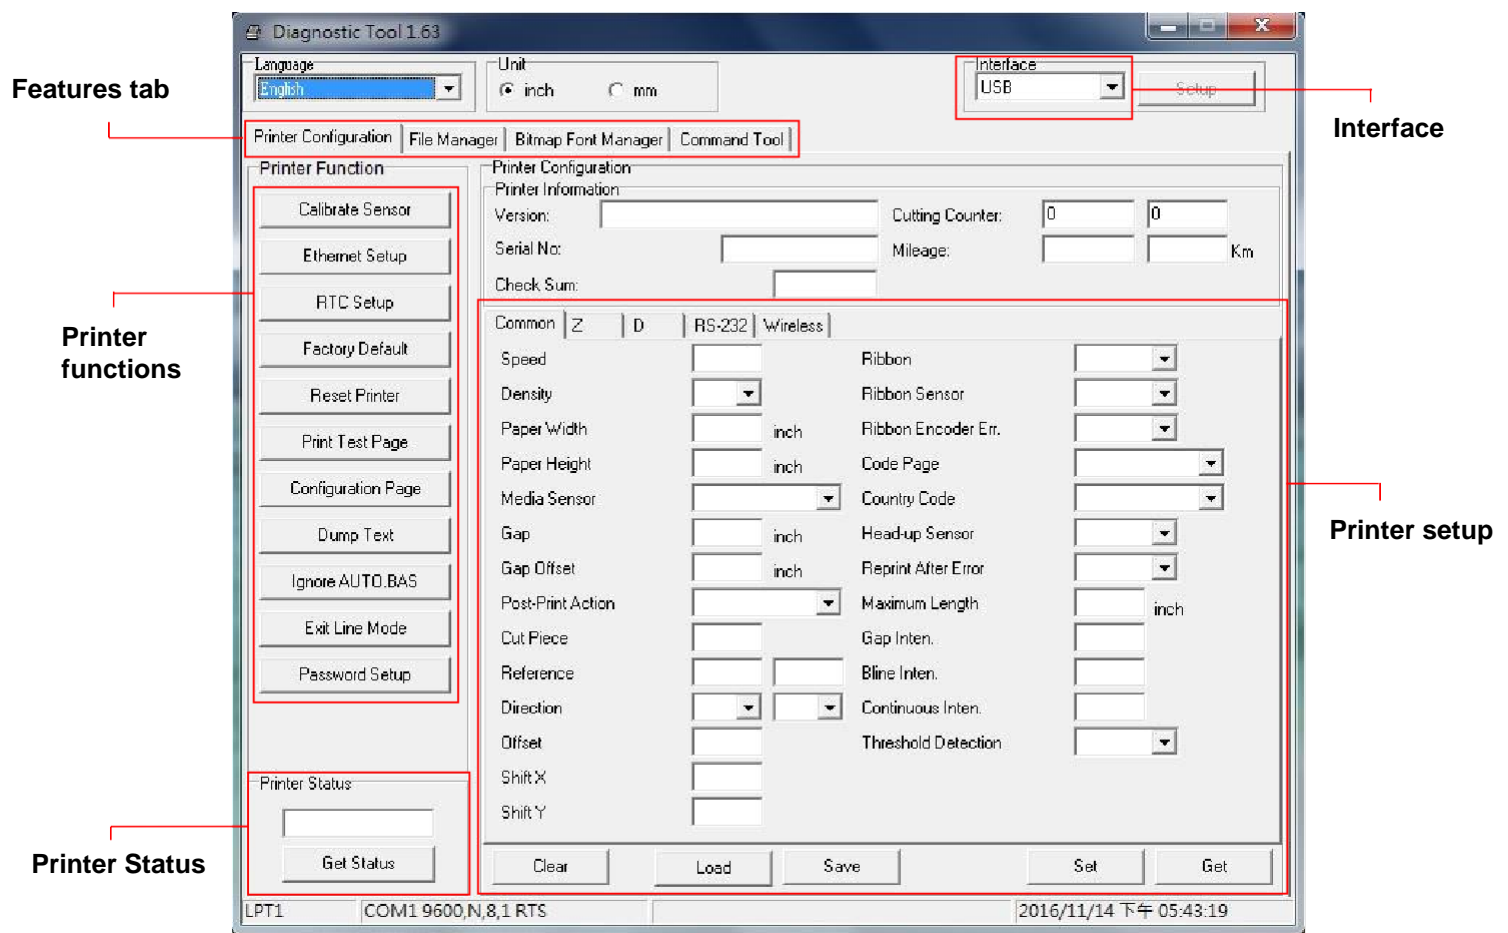 Diagnostic Tool 1.63
Language
English
Unit
inch
mm
Interface
USB
Setup
Features tab
Interface
Printer Configuration
File Manager
Bitmap Font Manager
Command Tool
Printer Function
Calibrate Sensor
Ethernet Setup
RTC Setup
Factory Default
Reset Printer
Print Test Page
Configuration Page
Dump Text
Ignore AUTO.BAS
Exit Line Mode
Password Setup
Printer functions
Printer Configuration
Printer Information
Version:
Cutting Counter: 0 0
Serial No:
Mileage: Km
Check Sum:
Common
Z
D
RS-232
Wireless
Speed
Ribbon
Density
Ribbon Sensor
Paper Width inch
Ribbon Encoder Err.
Paper Height inch
Code Page
Media Sensor
Country Code
Gap inch
Head-up Sensor
Gap Offset inch
Reprint After Error
Post-Print Action
Maximum Length inch
Cut Piece
Gap Inten.
Reference
Bline Inten.
Direction
Continuous Inten.
Offset
Threshold Detection
Shift X
Shift Y
Printer setup
Printer Status
Get Status
Printer Status
Clear
Load
Save
Set
Get
LPT1
COM1 9600,N,8,1 RTS
2016/11/14 下午 05:43:19